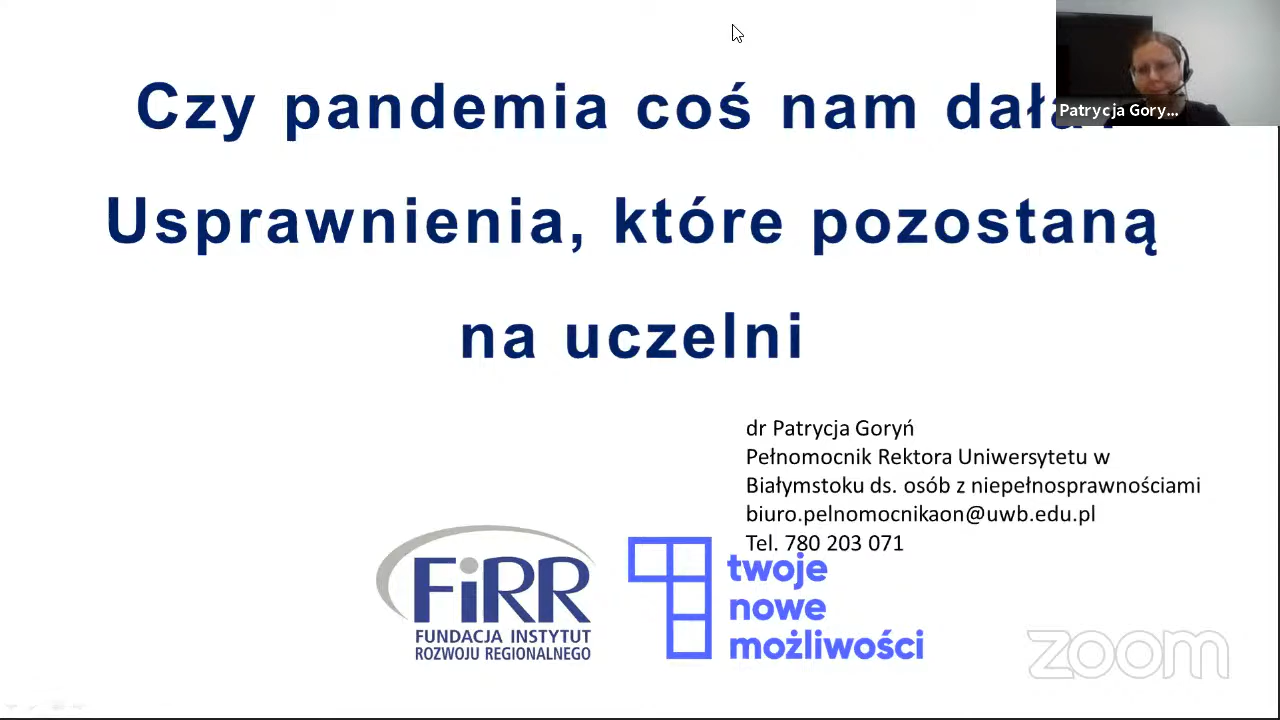 Czy pandemia coś nam dała?
Patrycja Gory...
Usprawnienia, które pozostaną
na uczelni
dr Patrycja Goryń
Pełnomocnik Rektora Uniwersytetu w
Białymstoku ds. osób z niepełnosprawnościami
biuro.pelnomocnikaon@uwb.edu.pl
Tel. 780 203 071
FiRR
FUNDACJA INSTYTUT
ROZWOJU REGIONALNEGO
twoje
nowe
możliwości
zoom